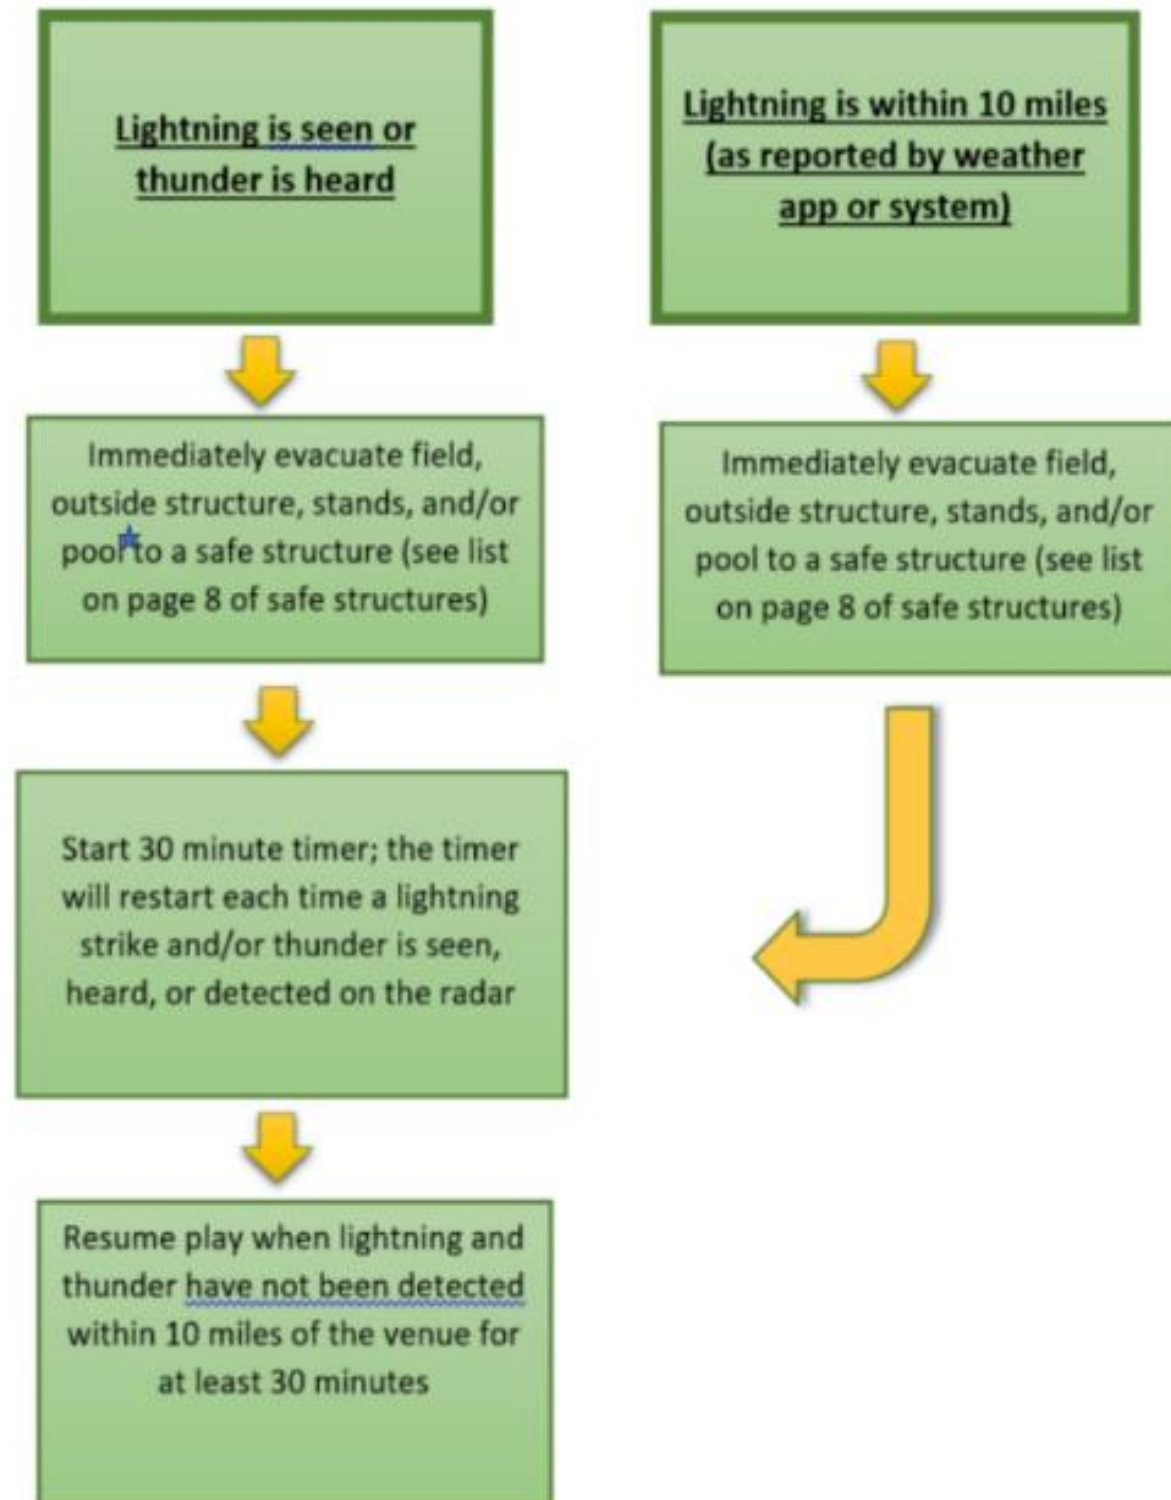 Lightning is seen or
thunder is heard
Lightning is within 10 miles
(as reported by weather
app or system)
Immediately evacuate field,
outside structure, stands, and/or
pool to a safe structure (see list
on page 8 of safe structures)
Immediately evacuate field,
outside structure, stands, and/or
pool to a safe structure (see list
on page 8 of safe structures)
Start 30 minute timer; the timer
will restart each time a lightning
strike and/or thunder is seen,
heard, or detected on the radar
Resume play when lightning and
thunder have not been detected
within 10 miles of the venue for
at least 30 minutes